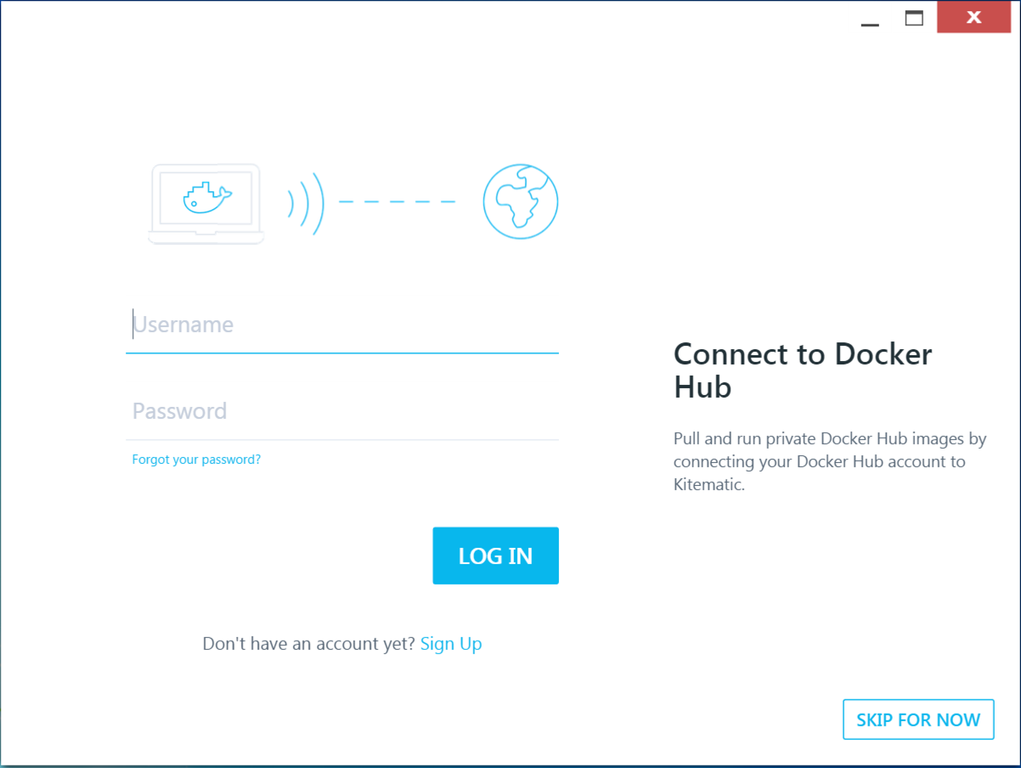 Username
Password
Forgot your password?
LOG IN
Don't have an account yet? Sign Up
Connect to Docker
Hub
Pull and run private Docker Hub images by
connecting your Docker Hub account to
Kitematic.
SKIP FOR NOW